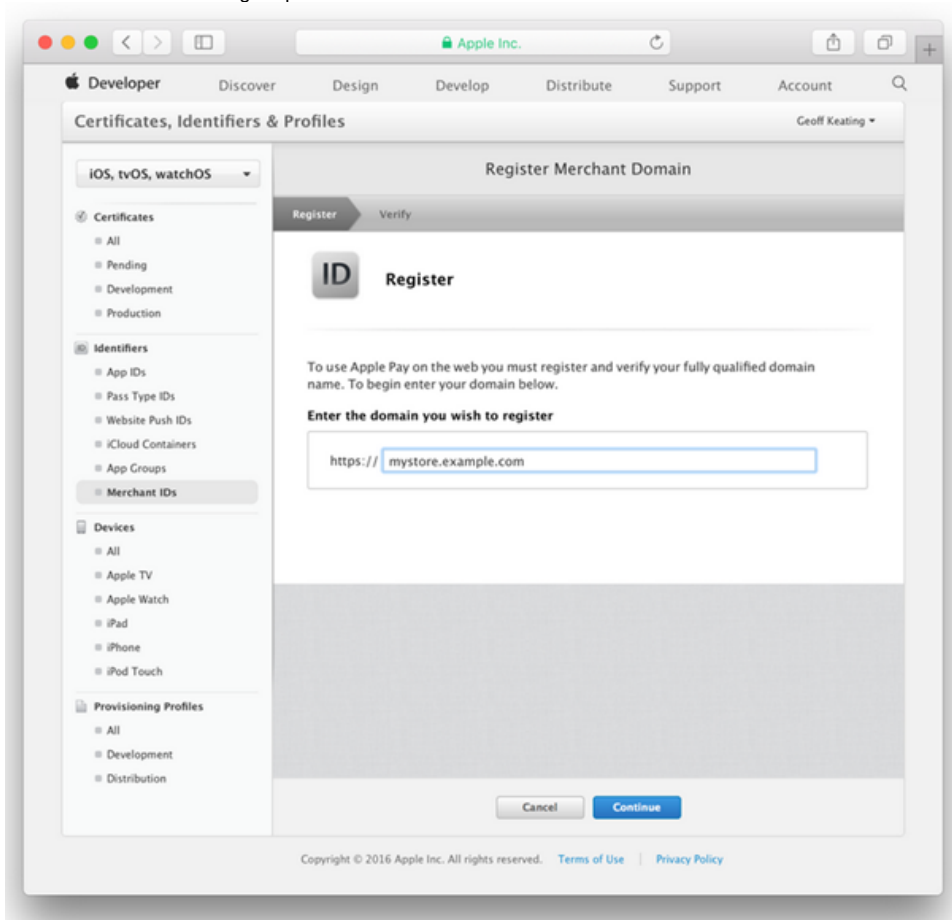 Apple Inc.
Developer Discover Design Develop Distribute Support Account
Certificates, Identifiers & Profiles
Geoff Keating
iOS, tvOS, watchOS
Certificates
All
Pending
Development
Production
Identifiers
App IDs
Pass Type IDs
Website Push IDs
iCloud Containers
App Groups
Merchant IDs
Devices
All
Apple TV
Apple Watch
iPad
iPhone
iPod Touch
Provisioning Profiles
All
Development
Distribution
Register Merchant Domain
Register Verify
ID Register
To use Apple Pay on the web you must register and verify your fully qualified domain
name. To begin enter your domain below.
Enter the domain you wish to register
https:// mystore.example.com
Cancel Continue
Copyright © 2016 Apple Inc. All rights reserved. Terms of Use | Privacy Policy